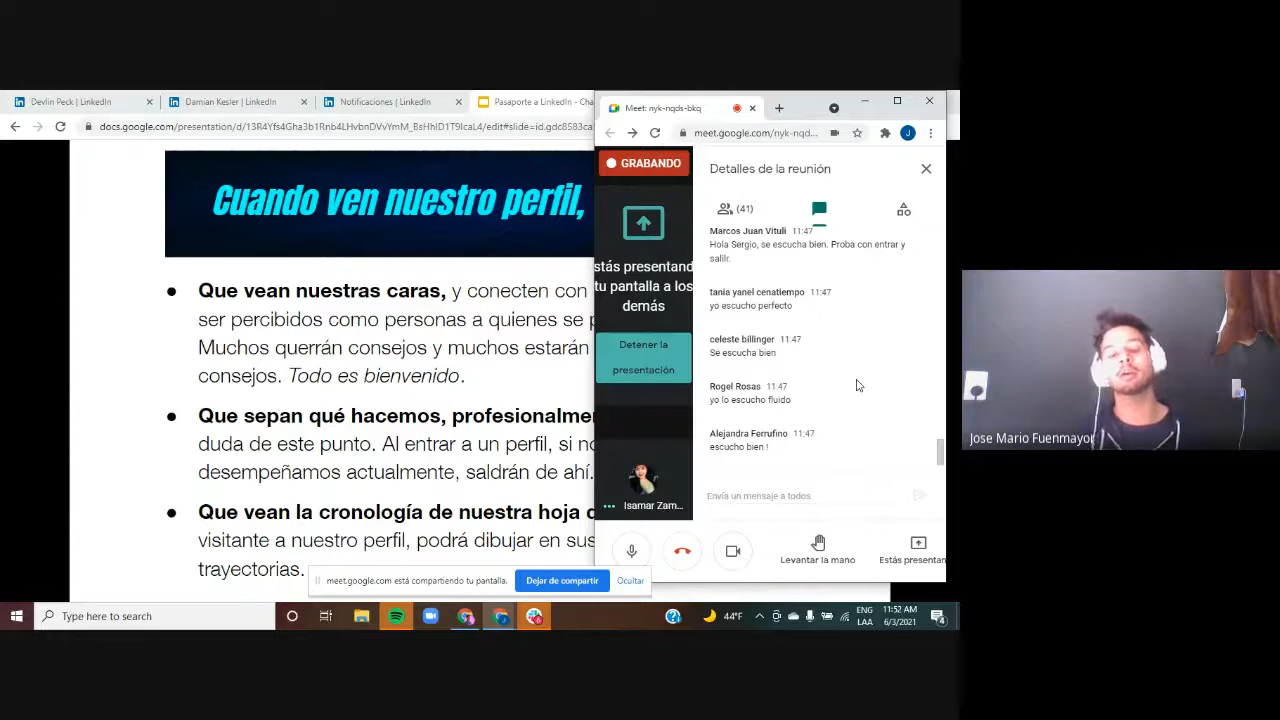 Devlin Peck | LinkedIn
Damian Kesler | LinkedIn
Notificaciones | LinkedIn
Pasaporte a LinkedIn - Cha
docs.google.com/presentation/d/
Cuando ven nuestro perfil,
Que vean nuestras caras, y conecten con
ser percibidos como personas a quienes se
Muchos querrán consejos y muchos estarán
consejos. Todo es bienvenido.
Que sepan qué hacemos, profesionalmen
duda de este punto. Al entrar a un perfil, si no
desempeñamos actualmente, saldrán de ahí.
Que vean la cronología de nuestra hoja
visitante a nuestro perfil, podrá dibujar en sus
trayectorias.
Meet: nyk-nqds-bkq
meet.google.com/nyk-nqd...
J
GRABANDO
Detalles de la reunión
(41)
Estás presentand
tu pantalla a los
demás
Detener la
presentación
Isamar Zam...
Marcos Juan Vituli 11:47
Hola Sergio, se escucha bien. Proba con entrar y
salilr.
tania yanel cenatiempo 11:47
yo escucho perfecto
celeste billinger 11:47
Se escucha bien
Rogel Rosas 11:47
yo lo escucho fluido
Alejandra Ferrufino 11:47
escucho bien !
Envía un mensaje a todos
Levantar la mano
Estás presentan
meet.google.com está compartiendo tu pantalla.
Dejar de compartir
Ocultar
Type here to search
44°F
ENG
LAA
11:52 AM
6/3/2021
4
Jose Mario Fuenmayor